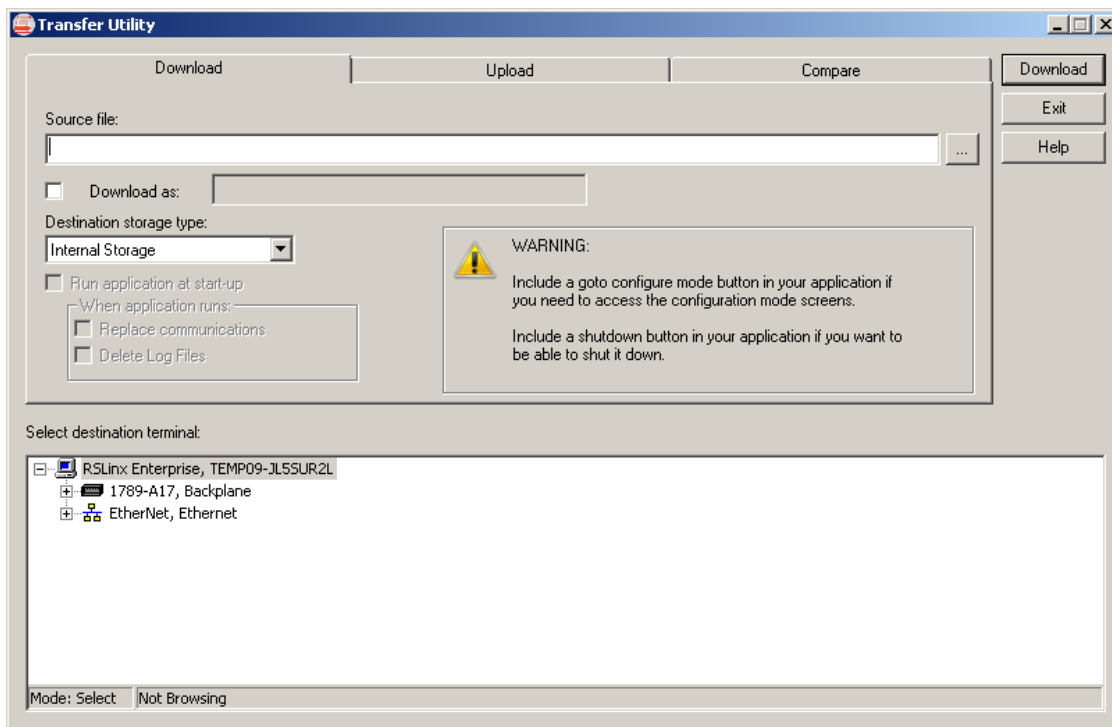 Transfer Utility
Download
Upload
Compare
Download
Exit
Help
Source file:
...
Download as:
Destination storage type:
Internal Storage
Run application at start-up
When application runs:
Replace communications
Delete Log Files
WARNING:
Include a goto configure mode button in your application if
you need to access the configuration mode screens.
Include a shutdown button in your application if you want to
be able to shut it down.
Select destination terminal:
RSLinx Enterprise, TEMP09-JL5SUR2L
1789-A17, Backplane
EtherNet, Ethernet
Mode: Select
Not Browsing